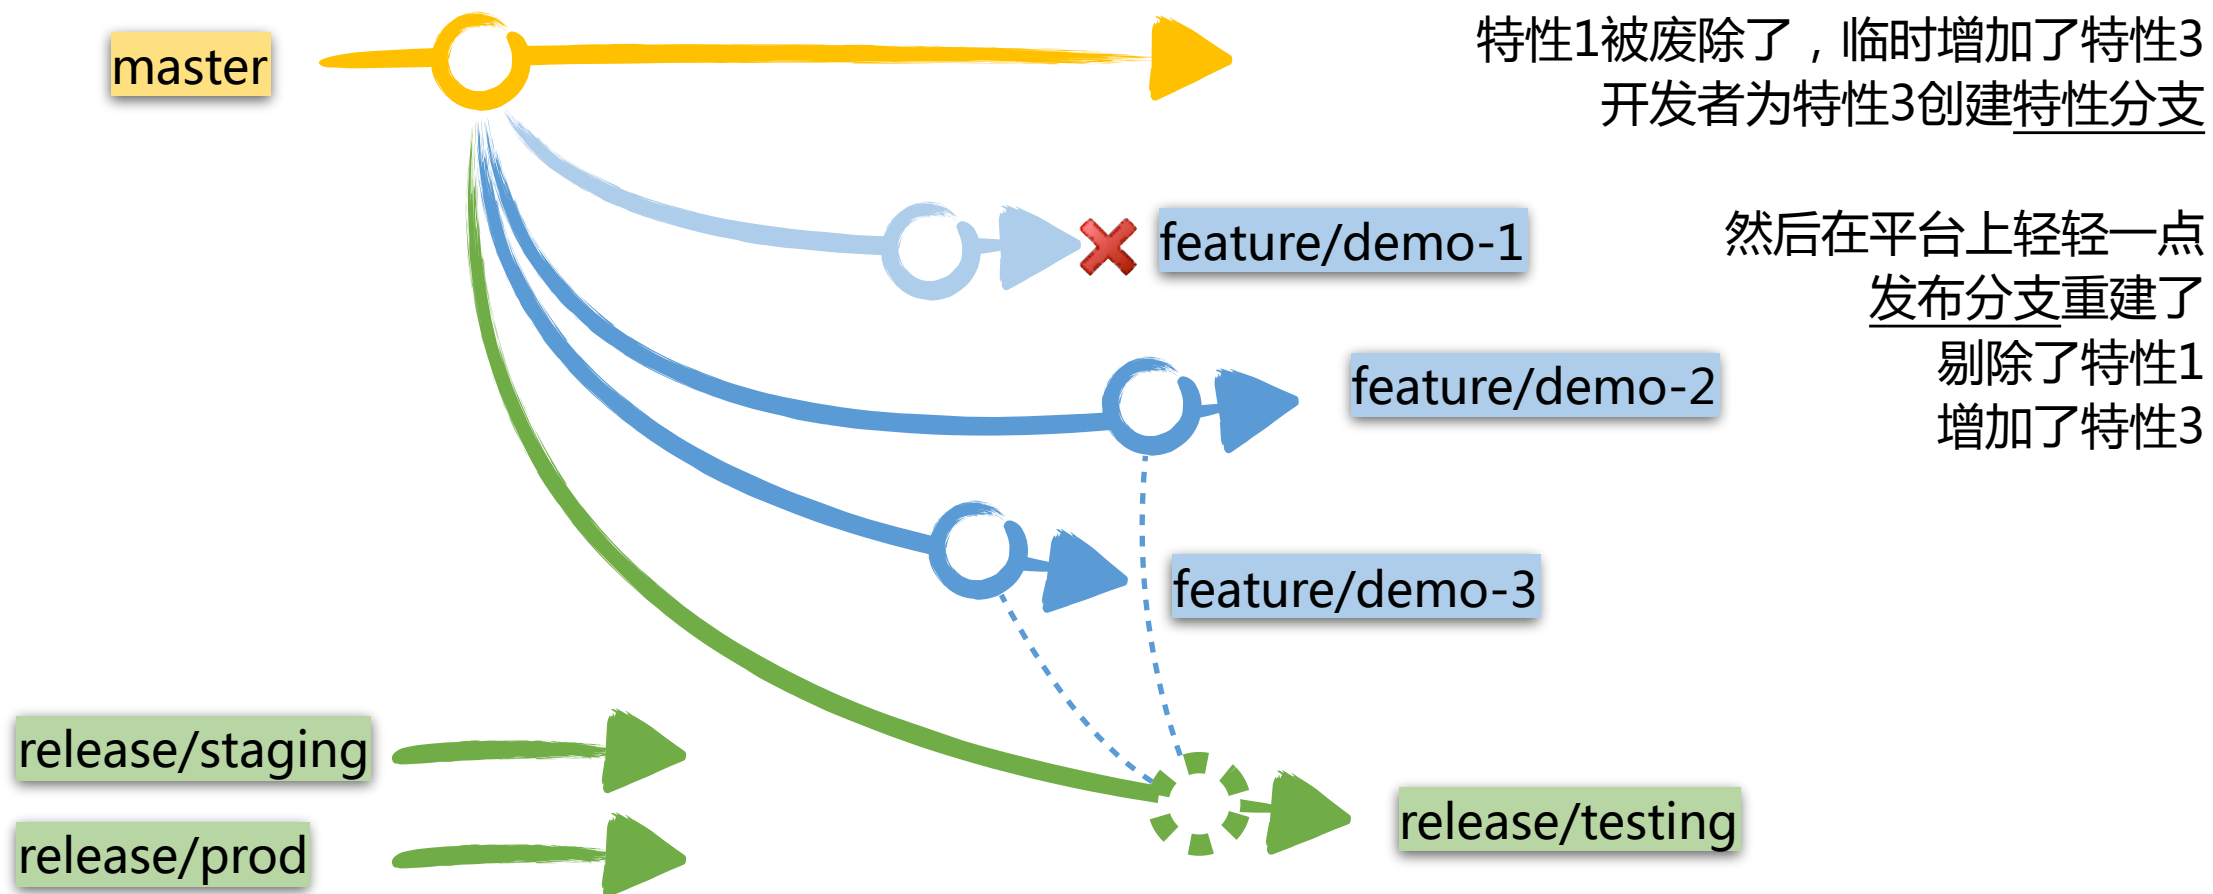 master
特性1被废除了，临时增加了特性3
开发者为特性3创建特性分支
feature/demo-1
然后在平台上轻轻一点
发布分支重建了
剔除了特性1
增加了特性3
feature/demo-2
feature/demo-3
release/staging
release/testing
release/prod